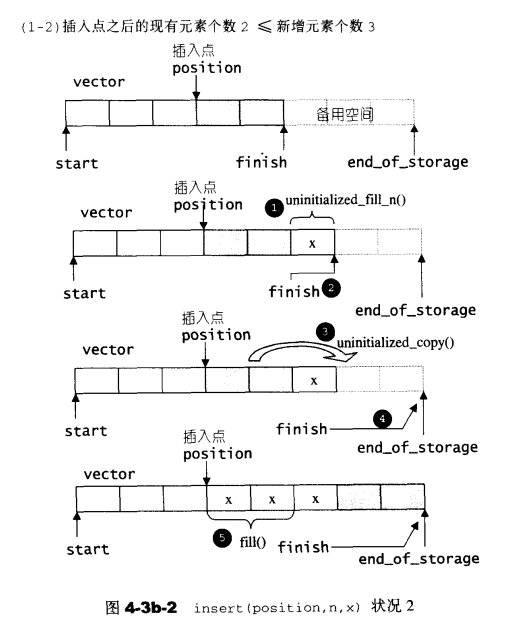 (1-2)插入点之后的现有元素个数 2 ≤ 新增元素个数 3
插入点
position
vector
备用空间
start
finish
end_of_storage
插入点
position
vector
1 uninitialized_fill_n()
x
start
finish 2
end_of_storage
插入点
position
vector
3 uninitialized_copy()
x
start
finish 4
end_of_storage
插入点
position
vector
x x x
start
5 fill()
finish
end_of_storage
图 4-3b-2 insert(position,n,x) 状况 2